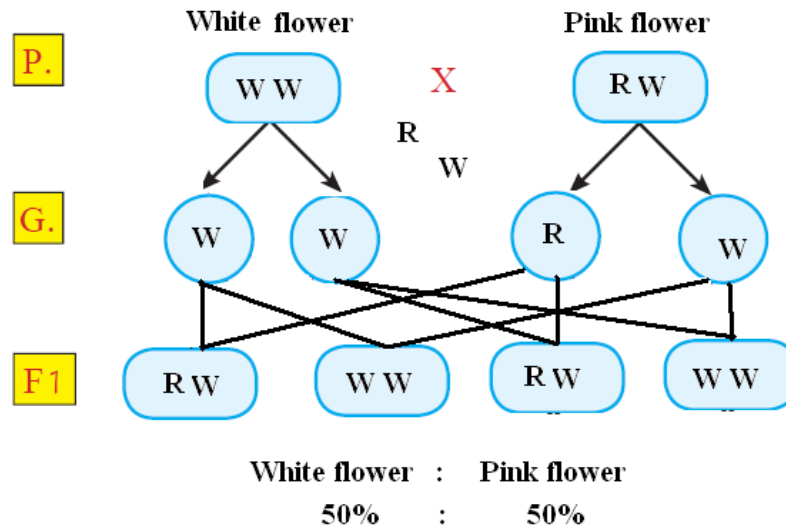 White flower Pink flower
P. W W X R W
R
W
G. W W R W
F1 R W W W R W W W
White flower : Pink flower
50% : 50%